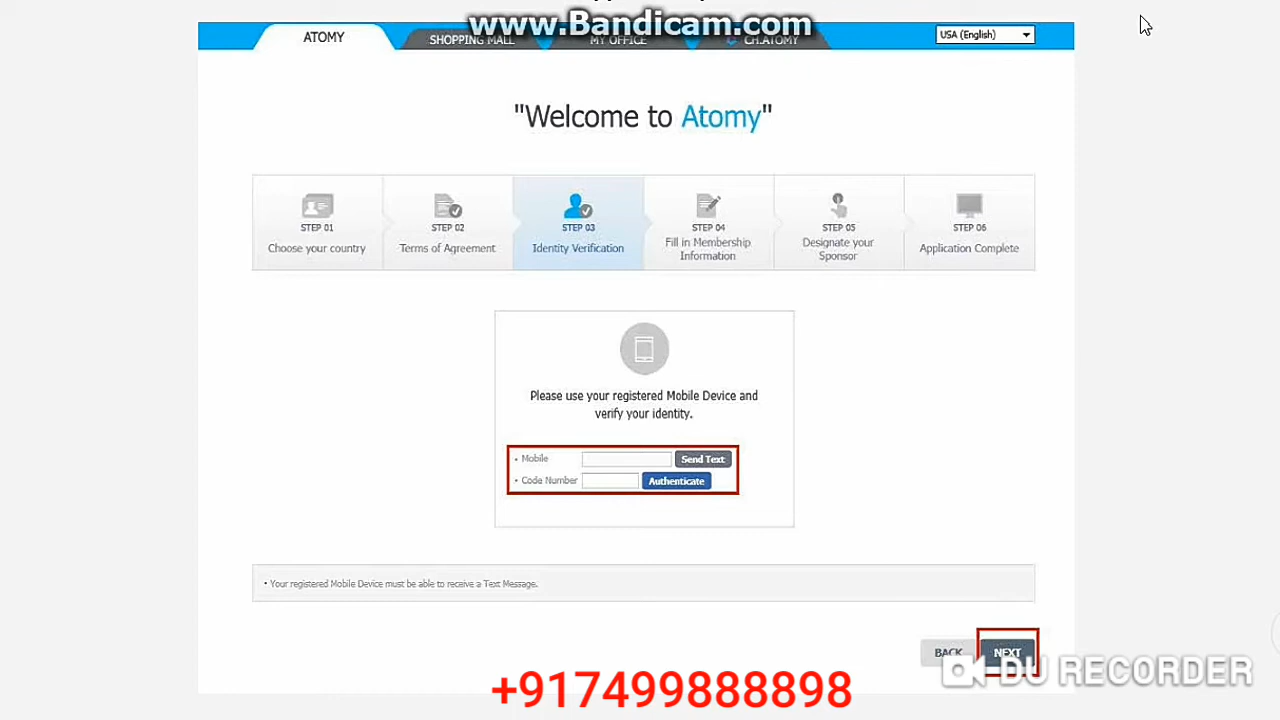 www.Bandicam.com
ATOMY
SHOPPING MALL
MY OFFICE
CH.ATOMY
USA (English)
"Welcome to Atomy"
STEP 01
Choose your country
STEP 02
Terms of Agreement
STEP 03
Identity Verification
STEP 04
Fill in Membership
Information
STEP 05
Designate your
Sponsor
STEP 06
Application Complete
Please use your registered Mobile Device and
verify your identity.
• Mobile
Send Text
• Code Number
Authenticate
• Your registered Mobile Device must be able to receive a Text Message.
BACK
NEXT
DU RECORDER
+917499888898